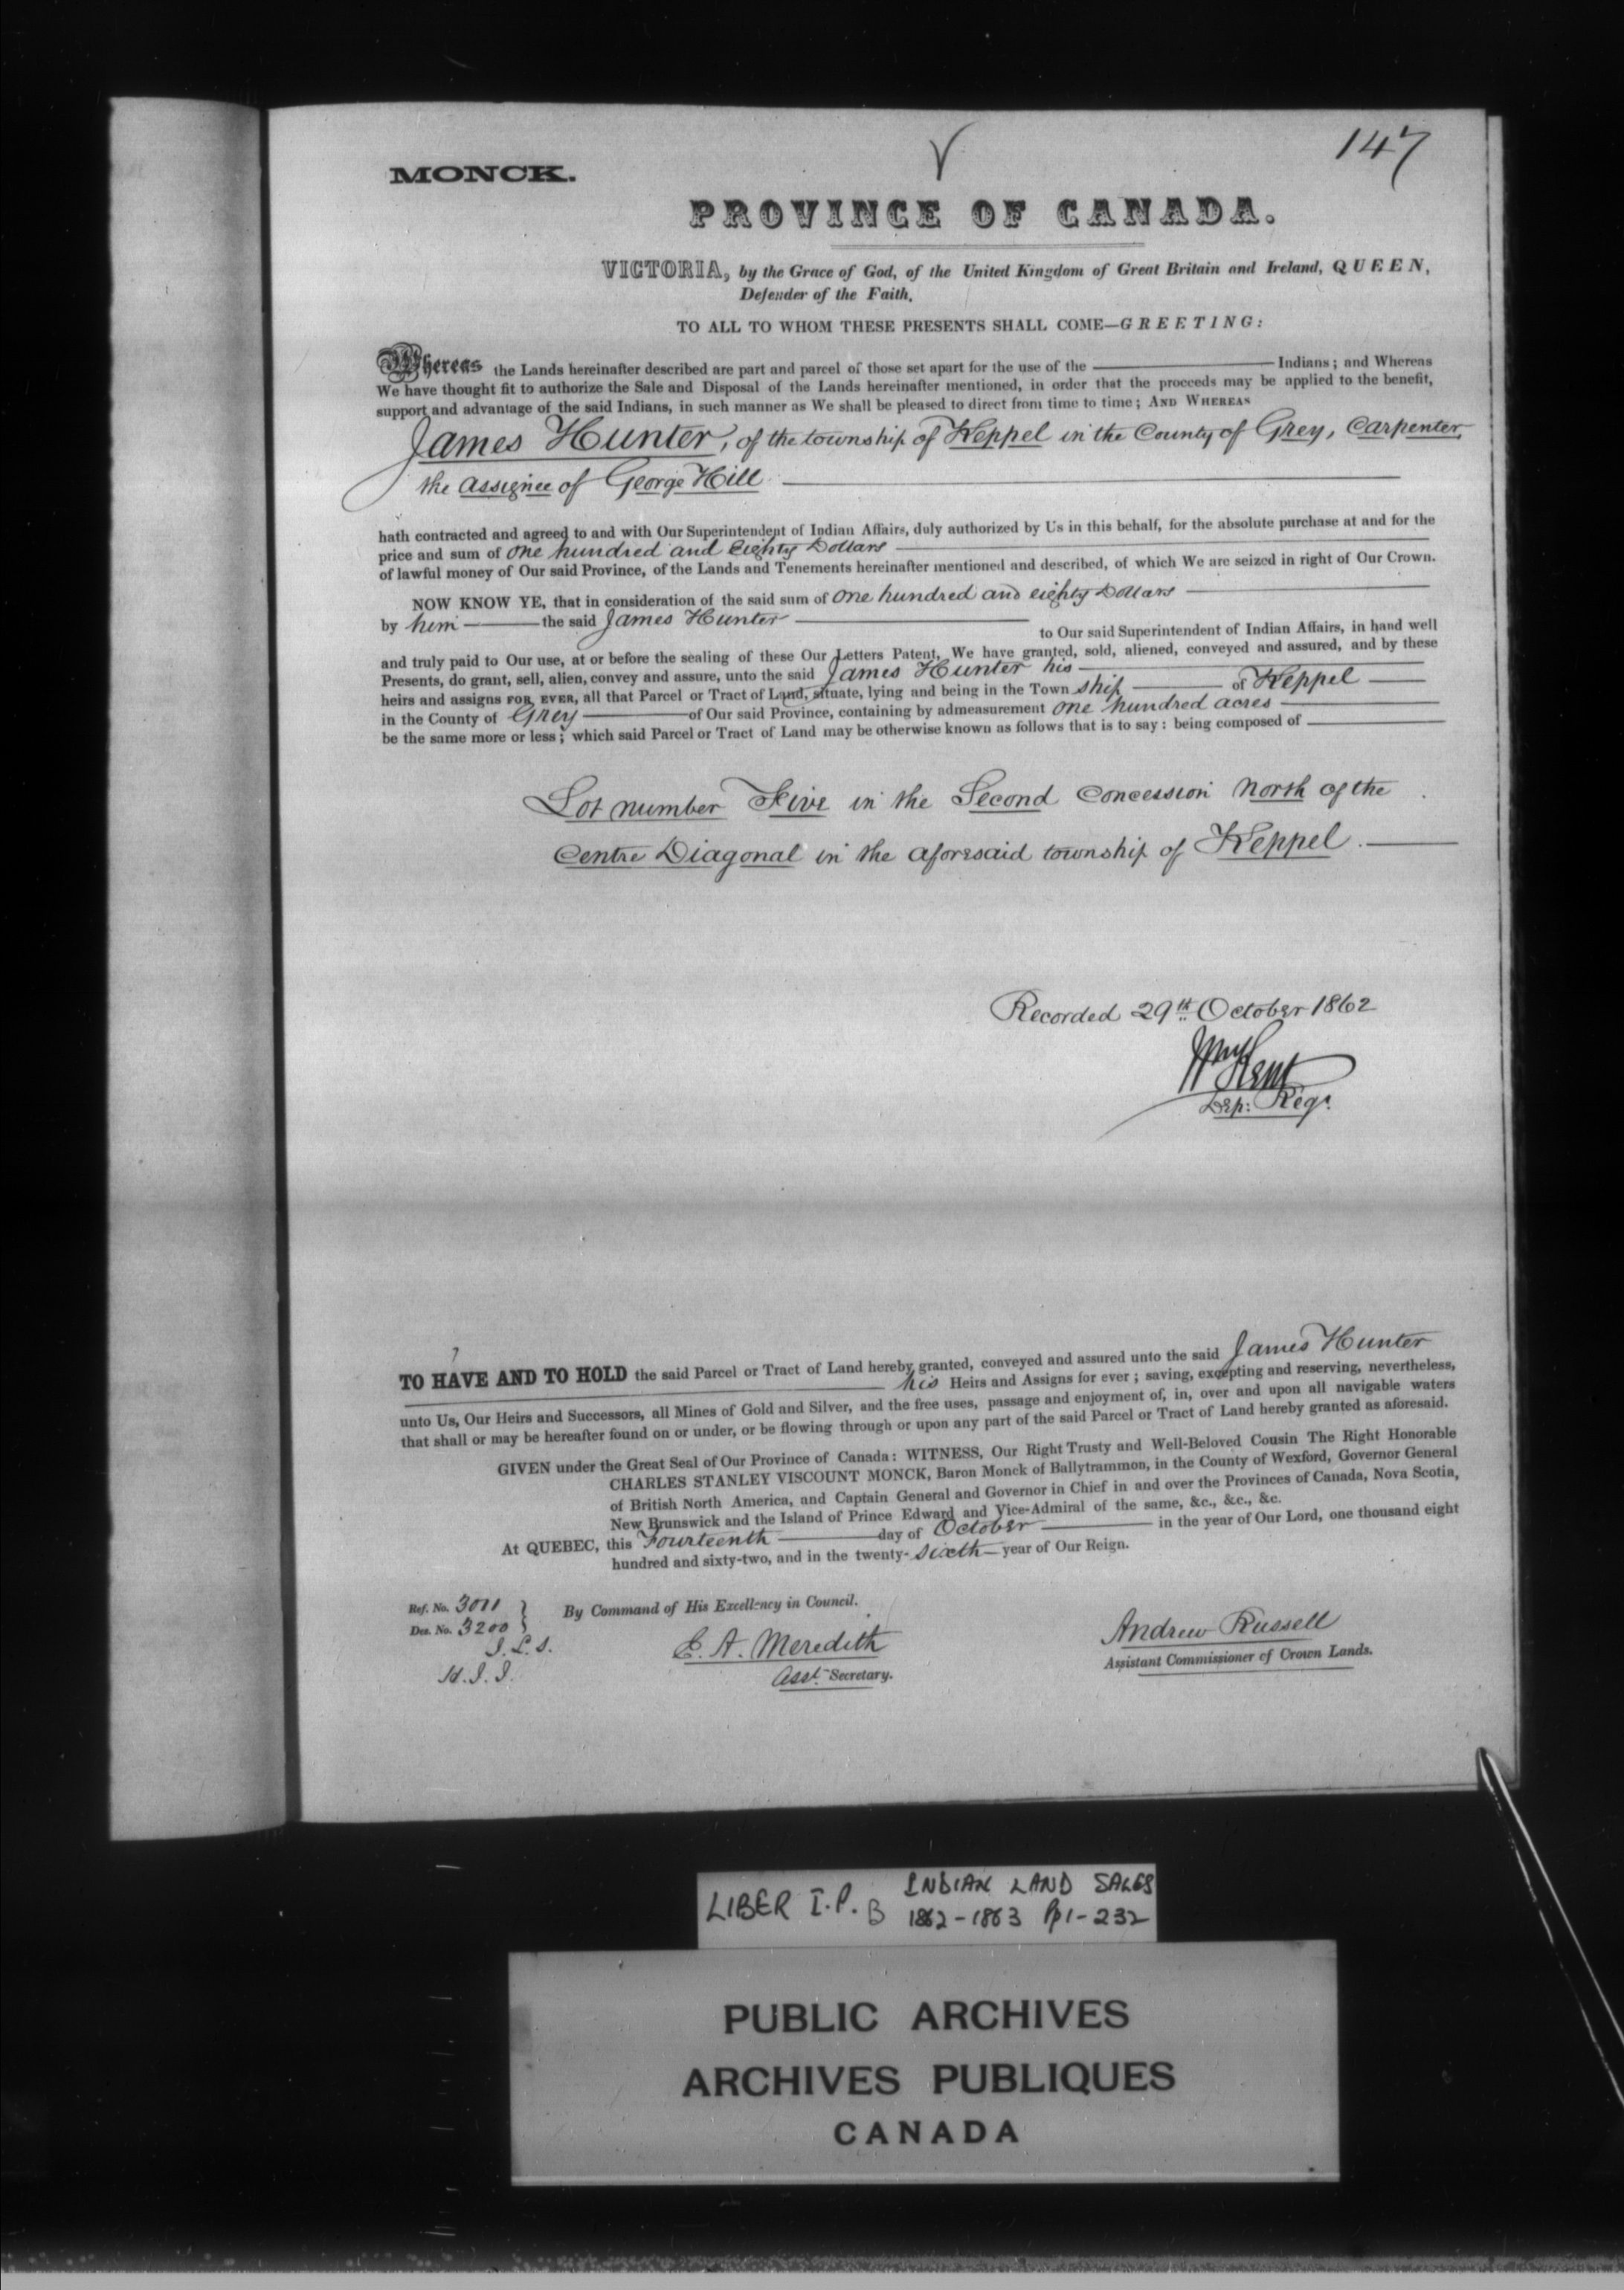 147
MONCK.
PROVINCE OF CANADA.
VICTORIA, by the Grace of God, of the United Kingdom of Great Britain and Ireland, QUEEN,
Defender of the Faith.
TO ALL TO WHOM THESE PRESENTS SHALL COME—GREETING:
Whereas the Lands hereinafter described are part and parcel of those set apart for the use of the ——— Indians; and Whereas
We have thought fit to authorize the Sale and Disposal of the Lands hereinafter mentioned, in order that the proceeds may be applied to the benefit,
support and advantage of the said Indians, in such manner as We shall be pleased to direct from time to time; AND WHEREAS
James Hunter, of the township of Keppel in the County of Grey, Carpenter,
the assignee of George Hill ———
hath contracted and agreed to and with Our Superintendent of Indian Affairs, duly authorized by Us in this behalf, for the absolute purchase at and for the
price and sum of one hundred and Eighty Dollars ———
of lawful money of Our said Province, of the Lands and Tenements hereinafter mentioned and described, of which We are seized in right of Our Crown.
NOW KNOW YE, that in consideration of the said sum of one hundred and eighty Dollars ———
by him ——— the said James Hunter ——— to Our said Superintendent of Indian Affairs, in hand well
and truly paid to Our use, at or before the sealing of these Our Letters Patent, We have granted, sold, aliened, conveyed and assured, and by these
Presents, do grant, sell, alien, convey and assure, unto the said James Hunter his ———
heirs and assigns FOR EVER, all that Parcel or Tract of Land, situate, lying and being in the Town ship ——— of Keppel ———
in the County of Grey ——— of Our said Province, containing by admeasurement one hundred acres ———
be the same more or less; which said Parcel or Tract of Land may be otherwise known as follows that is to say: being composed of ———
Lot number Five in the Second Concession North of the
Centre Diagonal in the aforesaid township of Keppel. ———
Recorded 29th October 1862
Wm Kent
Dep: Regr.
TO HAVE AND TO HOLD the said Parcel or Tract of Land hereby granted, conveyed and assured unto the said James Hunter
——— his Heirs and Assigns for ever; saving, excepting and reserving, nevertheless,
unto Us, Our Heirs and Successors, all Mines of Gold and Silver, and the free uses, passage and enjoyment of, in, over and upon all navigable waters
that shall or may be hereafter found on or under, or be flowing through or upon any part of the said Parcel or Tract of Land hereby granted as aforesaid.
GIVEN under the Great Seal of Our Province of Canada: WITNESS, Our Right Trusty and Well-Beloved Cousin The Right Honorable
CHARLES STANLEY VISCOUNT MONCK, Baron Monck of Ballytrammon, in the County of Wexford, Governor General
of British North America, and Captain General and Governor in Chief in and over the Provinces of Canada, Nova Scotia,
New Brunswick and the Island of Prince Edward and Vice-Admiral of the same, &c., &c., &c.
At QUEBEC, this Fourteenth ——— day of October ——— in the year of Our Lord, one thousand eight
hundred and sixty-two, and in the twenty-sixth — year of Our Reign.
Ref. No. 3011
Des. No. 3200
I. L. S.
By Command of His Excellency in Council.
E. A. Meredith
Asst. Secretary.
Andrew Russell
Assistant Commissioner of Crown Lands.
LIBER I.P. B INDIAN LAND SALES
1862-1863 Pp 1-232
PUBLIC ARCHIVES
ARCHIVES PUBLIQUES
CANADA